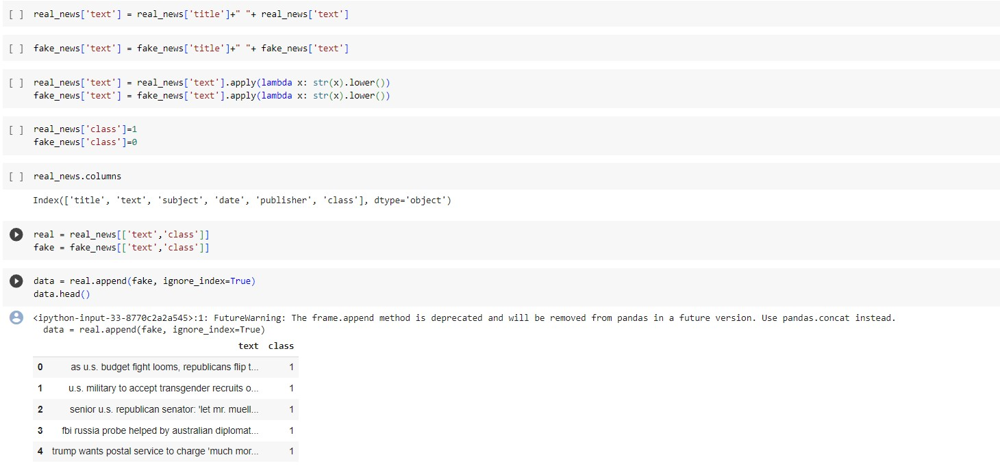 [ ] real_news['text'] = real_news['title']+" "+ real_news['text']
[ ] fake_news['text'] = fake_news['title']+" "+ fake_news['text']
[ ] real_news['text'] = real_news['text'].apply(lambda x: str(x).lower())
fake_news['text'] = fake_news['text'].apply(lambda x: str(x).lower())
[ ] real_news['class']=1
fake_news['class']=0
[ ] real_news.columns
Index(['title', 'text', 'subject', 'date', 'publisher', 'class'], dtype='object')
real = real_news[['text','class']]
fake = fake_news[['text','class']]
data = real.append(fake, ignore_index=True)
data.head()
<ipython-input-33-8770c2a2a545>:1: FutureWarning: The frame.append method is deprecated and will be removed from pandas in a future version. Use pandas.concat instead.
data = real.append(fake, ignore_index=True)
text class
0 as u.s. budget fight looms, republicans flip t... 1
1 u.s. military to accept transgender recruits o... 1
2 senior u.s. republican senator: 'let mr. muell... 1
3 fbi russia probe helped by australian diplomat... 1
4 trump wants postal service to charge 'much mor... 1